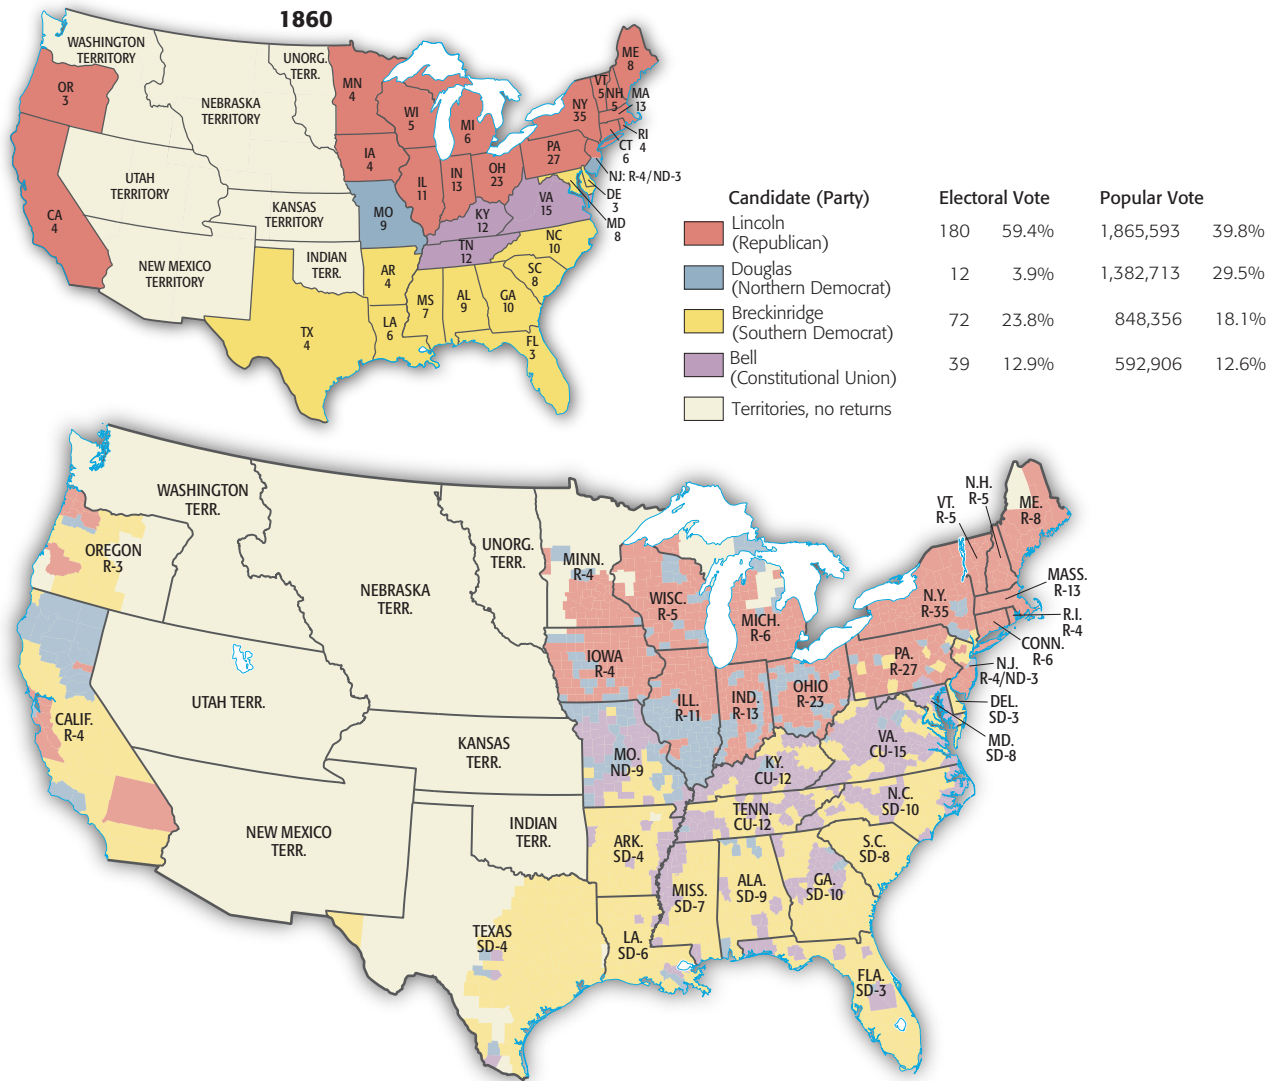 1860
WASHINGTON
TERRITORY
OR
3
NEBRASKA
TERRITORY
UNORG.
TERR.
MN
4
WI
5
MI
6
IA
4
IL
11
IN
13
OH
23
PA
27
NY
35
VT
5
NH
5
ME
8
MA
13
RI
4
CT
6
NJ: R-4/ND-3
DE
3
MD
8
VA
15
KY
12
TN
12
NC
10
SC
8
GA
10
AL
9
MS
7
FL
3
LA
6
AR
4
MO
9
TX
4
UTAH
TERRITORY
KANSAS
TERRITORY
INDIAN
TERR.
NEW MEXICO
TERRITORY
CA
4
Candidate (Party) Electoral Vote Popular Vote
Lincoln
(Republican) 180 59.4% 1,865,593 39.8%
Douglas
(Northern Democrat) 12 3.9% 1,382,713 29.5%
Breckinridge
(Southern Democrat) 72 23.8% 848,356 18.1%
Bell
(Constitutional Union) 39 12.9% 592,906 12.6%
Territories, no returns
WASHINGTON
TERR.
OREGON
R-3
NEBRASKA
TERR.
UNORG.
TERR.
MINN.
R-4
WISC.
R-5
MICH.
R-6
IOWA
R-4
ILL.
R-11
IND.
R-13
OHIO
R-23
PA.
R-27
N.Y.
R-35
VT.
R-5
N.H.
R-5
ME.
R-8
MASS.
R-13
R.I.
R-4
CONN.
R-6
N.J.
R-4/ND-3
DEL.
SD-3
MD.
SD-8
VA.
CU-15
KY.
CU-12
TENN.
CU-12
N.C.
SD-10
S.C.
SD-8
GA.
SD-10
ALA.
SD-9
MISS.
SD-7
FLA.
SD-3
LA.
SD-6
ARK.
SD-4
MO.
ND-9
TEXAS
SD-4
UTAH TERR.
KANSAS
TERR.
INDIAN
TERR.
NEW MEXICO
TERR.
CALIF.
R-4